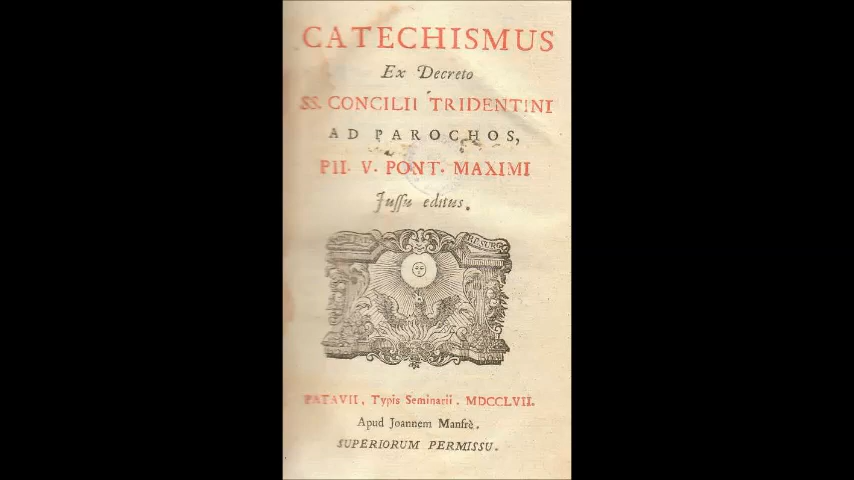 CATECHISMUS
Ex Decreto
SS. CONCILII TRIDENTINI
AD PAROCHOS,
PII. V. PONT. MAXIMI
Jussu editus.
RESURGO
PATAVII, Typis Seminarii. MDCCLVII.
Apud Joannem Manfrè.
SUPERIORUM PERMISSU.